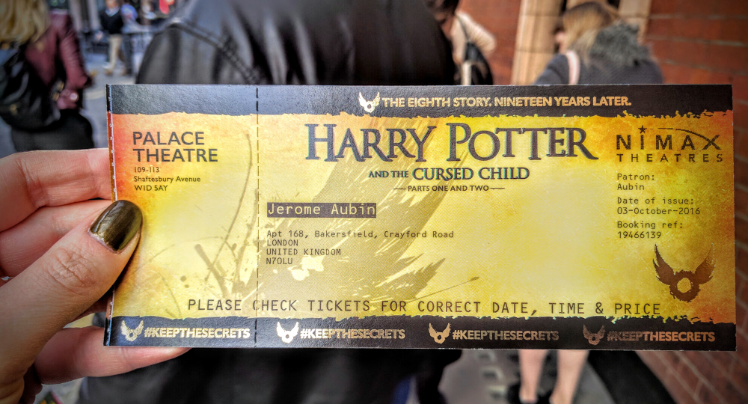 THE EIGHTH STORY. NINETEEN YEARS LATER.
PALACE
THEATRE
109-113
Shaftesbury Avenue
W1D 5AY
HARRY POTTER
AND THE CURSED CHILD
PARTS ONE AND TWO
NIMAX
THEATRES
Patron:
Aubin
Date of issue:
03-October-2016
Booking ref:
19466139
Jerome Aubin
Apt 168, Bakersfield, Crayford Road
LONDON
UNITED KINGDOM
N70LU
PLEASE CHECK TICKETS FOR CORRECT DATE, TIME & PRICE
#KEEPTHESECRETS #KEEPTHESECRETS #KEEPTHESECRETS #KEEPTHESECRETS